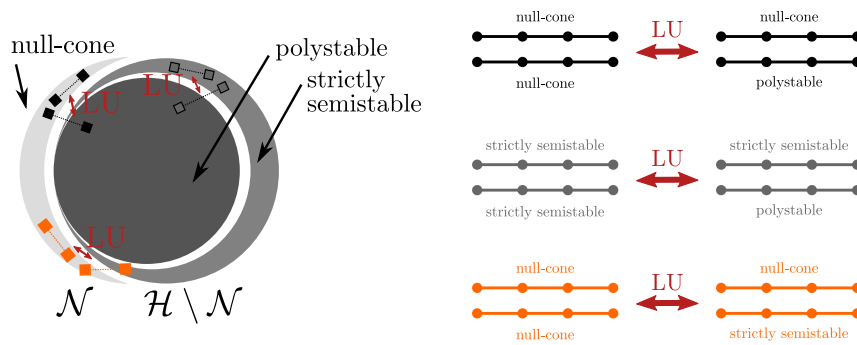 null-cone
polystable
strictly
semistable
LU
LU
LU
𝒩
ℋ \ 𝒩
null-cone
LU
null-cone
null-cone
polystable
strictly semistable
LU
strictly semistable
strictly semistable
polystable
null-cone
LU
null-cone
null-cone
strictly semistable